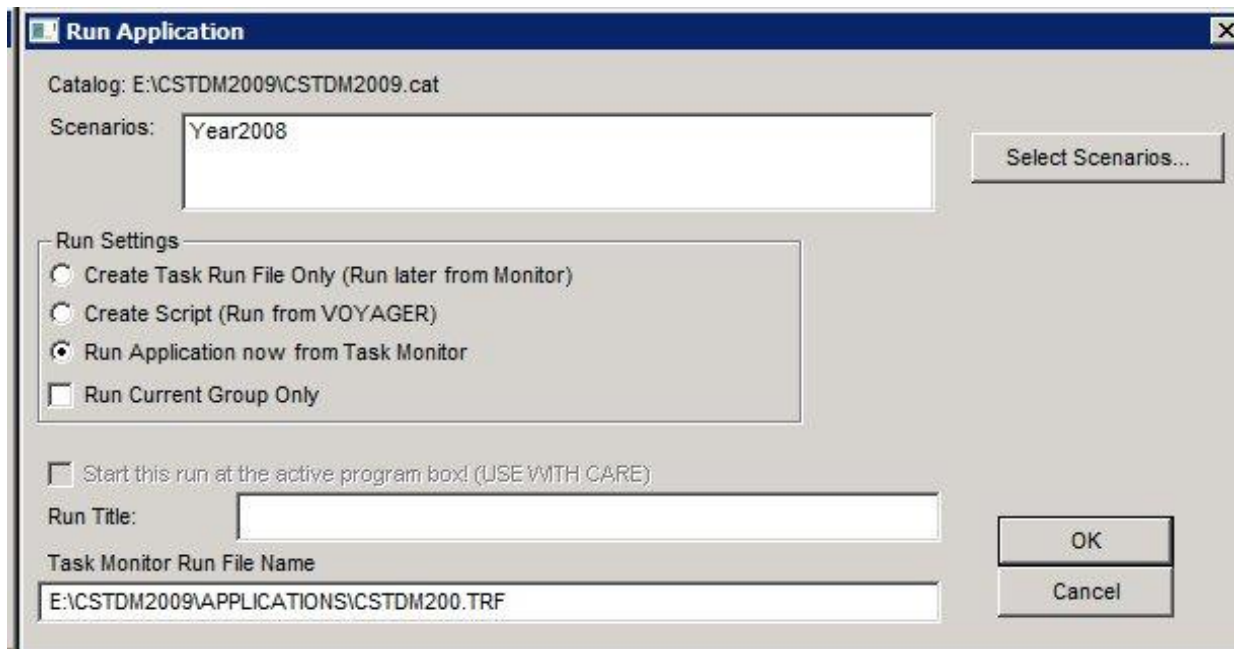 Run Application
Catalog: E:\CSTDM2009\CSTDM2009.cat
Scenarios:
Year2008
Select Scenarios...
Run Settings
Create Task Run File Only (Run later from Monitor)
Create Script (Run from VOYAGER)
Run Application now from Task Monitor
Run Current Group Only
Start this run at the active program box! (USE WITH CARE)
Run Title:
OK
Task Monitor Run File Name
Cancel
E:\CSTDM2009\APPLICATIONS\CSTDM200.TRF